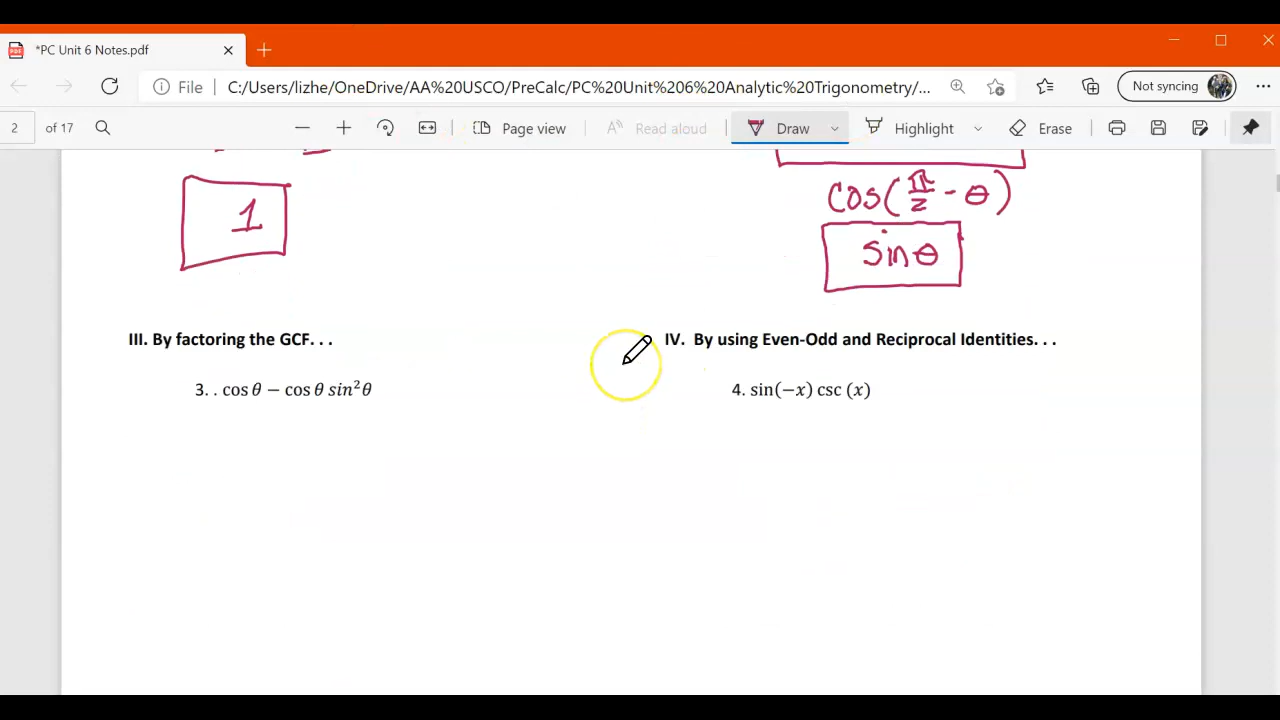 *PC Unit 6 Notes.pdf
File C:/Users/lizhe/OneDrive/AA%20USCO/PreCalc/PC%20Unit%206%20Analytic%20Trigonometry/... Not syncing
2 of 17 Page view Read aloud Draw Highlight Erase
1
cos(π/2 - θ)
sin θ
III. By factoring the GCF. . .
IV. By using Even-Odd and Reciprocal Identities. . .
3. . cos θ − cos θ sin²θ
4. sin(−x) csc (x)